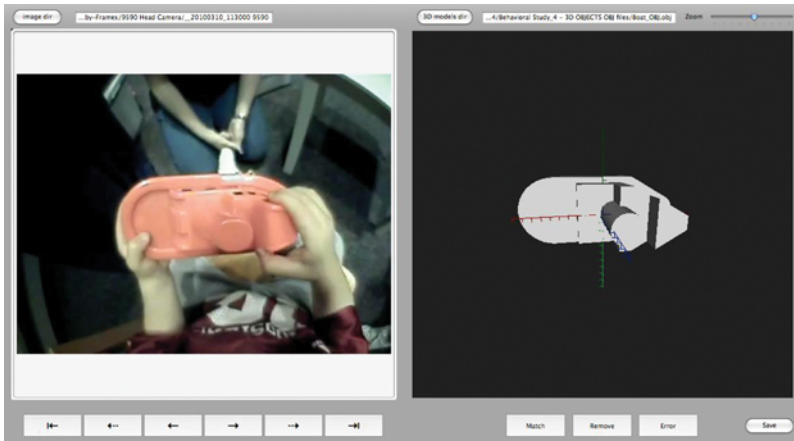 image dir
...by-Frames/9590 Head Camera/__20100310_113000 9590
3D models dir
...4/Behavioral Study_4 - 3D OBJECTS OBJ files/Boat_OBJ.obj
Zoom
Match
Remove
Error
Save